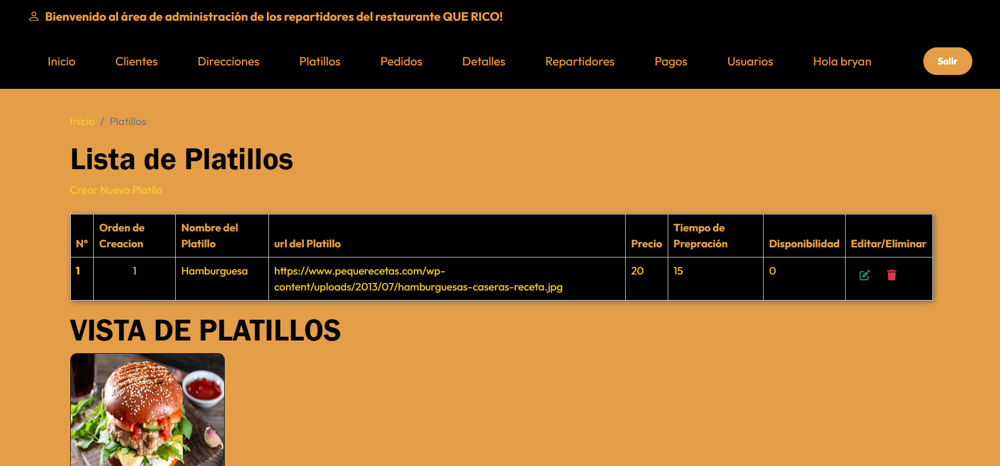 Bienvenido al área de administración de los repartidores del restaurante QUE RICO!
Inicio Clientes Direcciones Platillos Pedidos Detalles Repartidores Pagos Usuarios Hola bryan Salir
Inicio / Platillos
Lista de Platillos
Crear Nuevo Platilo
N° Orden de Creacion Nombre del Platillo url del Platillo Precio Tiempo de Prepración Disponibilidad Editar/Eliminar
1 1 Hamburguesa https://www.pequerecetas.com/wp-content/uploads/2013/07/hamburguesas-caseras-receta.jpg 20 15 0
VISTA DE PLATILLOS